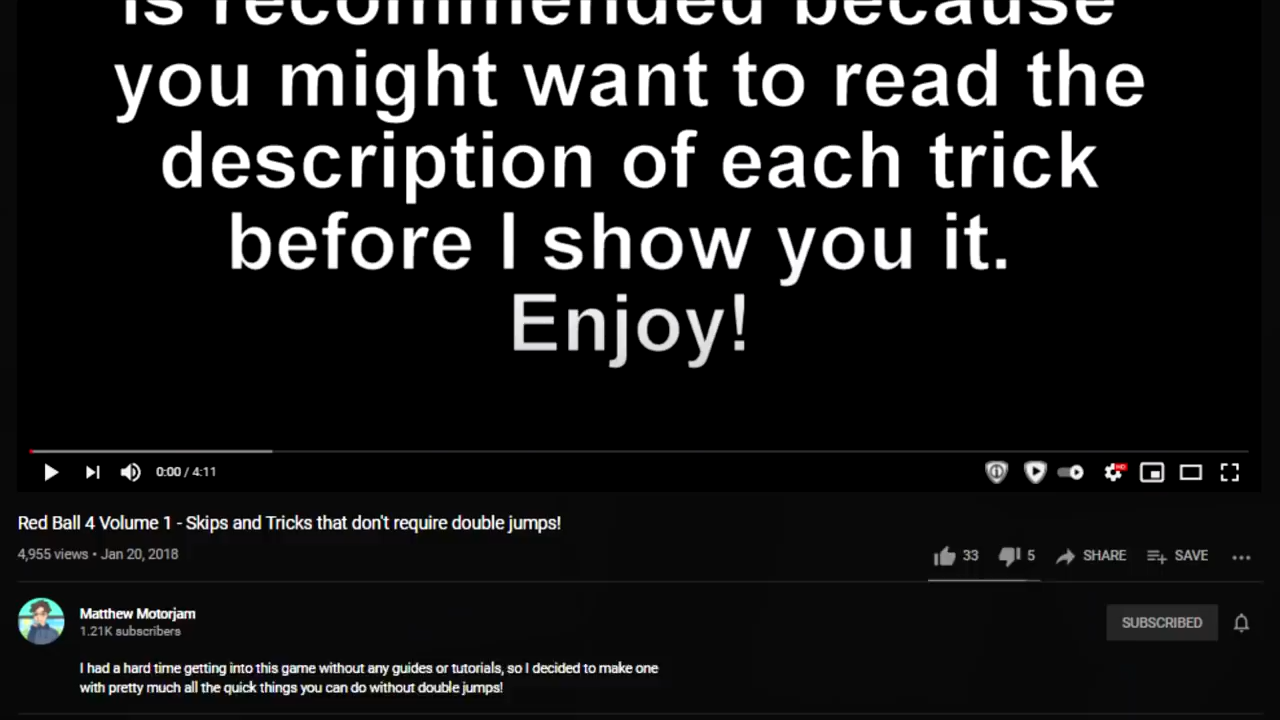 is recommended because
you might want to read the
description of each trick
before I show you it.
Enjoy!
0:00 / 4:11
HD
Red Ball 4 Volume 1 - Skips and Tricks that don't require double jumps!
4,955 views • Jan 20, 2018
33
5
SHARE
SAVE
Matthew Motorjam
1.21K subscribers
SUBSCRIBED
I had a hard time getting into this game without any guides or tutorials, so I decided to make one
with pretty much all the quick things you can do without double jumps!